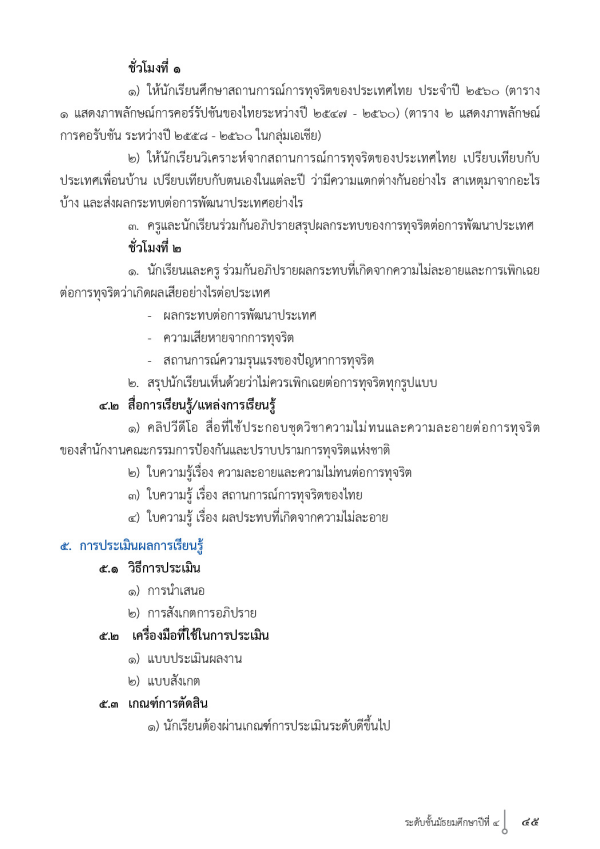 ชั่วโมงที่ ๑
๑) ให้นักเรียนศึกษาสถานการณ์การทุจริตของประเทศไทย ประจำปี ๒๕๖๐ (ตาราง
๑ แสดงภาพลักษณ์การคอร์รัปชันของไทยระหว่างปี ๒๕๔๗ - ๒๕๖๐) (ตาราง ๒ แสดงภาพลักษณ์
การคอรับชัน ระหว่างปี ๒๕๕๘ - ๒๕๖๐ ในกลุ่มเอเชีย)
๒) ให้นักเรียนวิเคราะห์จากสถานการณ์การทุจริตของประเทศไทย เปรียบเทียบกับ
ประเทศเพื่อนบ้าน เปรียบเทียบกับตนเองในแต่ละปี ว่ามีความแตกต่างกันอย่างไร สาเหตุมาจากอะไร
บ้าง และส่งผลกระทบต่อการพัฒนาประเทศอย่างไร
๓. ครูและนักเรียนร่วมกันอภิปรายสรุปผลกระทบของการทุจริตต่อการพัฒนาประเทศ
ชั่วโมงที่ ๒
๑. นักเรียนและครู ร่วมกันอภิปรายผลกระทบที่เกิดจากความไม่ละอายและการเพิกเฉย
ต่อการทุจริตว่าเกิดผลเสียอย่างไรต่อประเทศ
- ผลกระทบต่อการพัฒนาประเทศ
- ความเสียหายจากการทุจริต
- สถานการณ์ความรุนแรงของปัญหาการทุจริต
๒. สรุปนักเรียนเห็นด้วยว่าไม่ควรเพิกเฉยต่อการทุจริตทุกรูปแบบ
๔.๒ สื่อการเรียนรู้/แหล่งการเรียนรู้
๑) คลิปวีดีโอ สื่อที่ใช้ประกอบชุดวิชาความไม่ทนและความละอายต่อการทุจริต
ของสำนักงานคณะกรรมการป้องกันและปราบปรามการทุจริตแห่งชาติ
๒) ใบความรู้เรื่อง ความละอายและความไม่ทนต่อการทุจริต
๓) ใบความรู้ เรื่อง สถานการณ์การทุจริตของไทย
๔) ใบความรู้ เรื่อง ผลประทบที่เกิดจากความไม่ละอาย
๕. การประเมินผลการเรียนรู้
๕.๑ วิธีการประเมิน
๑) การนำเสนอ
๒) การสังเกตการอภิปราย
๕.๒ เครื่องมือที่ใช้ในการประเมิน
๑) แบบประเมินผลงาน
๒) แบบสังเกต
๕.๓ เกณฑ์การตัดสิน
๑) นักเรียนต้องผ่านเกณฑ์การประเมินระดับดีขึ้นไป
ระดับชั้นมัธยมศึกษาปีที่ ๔ ๔๕